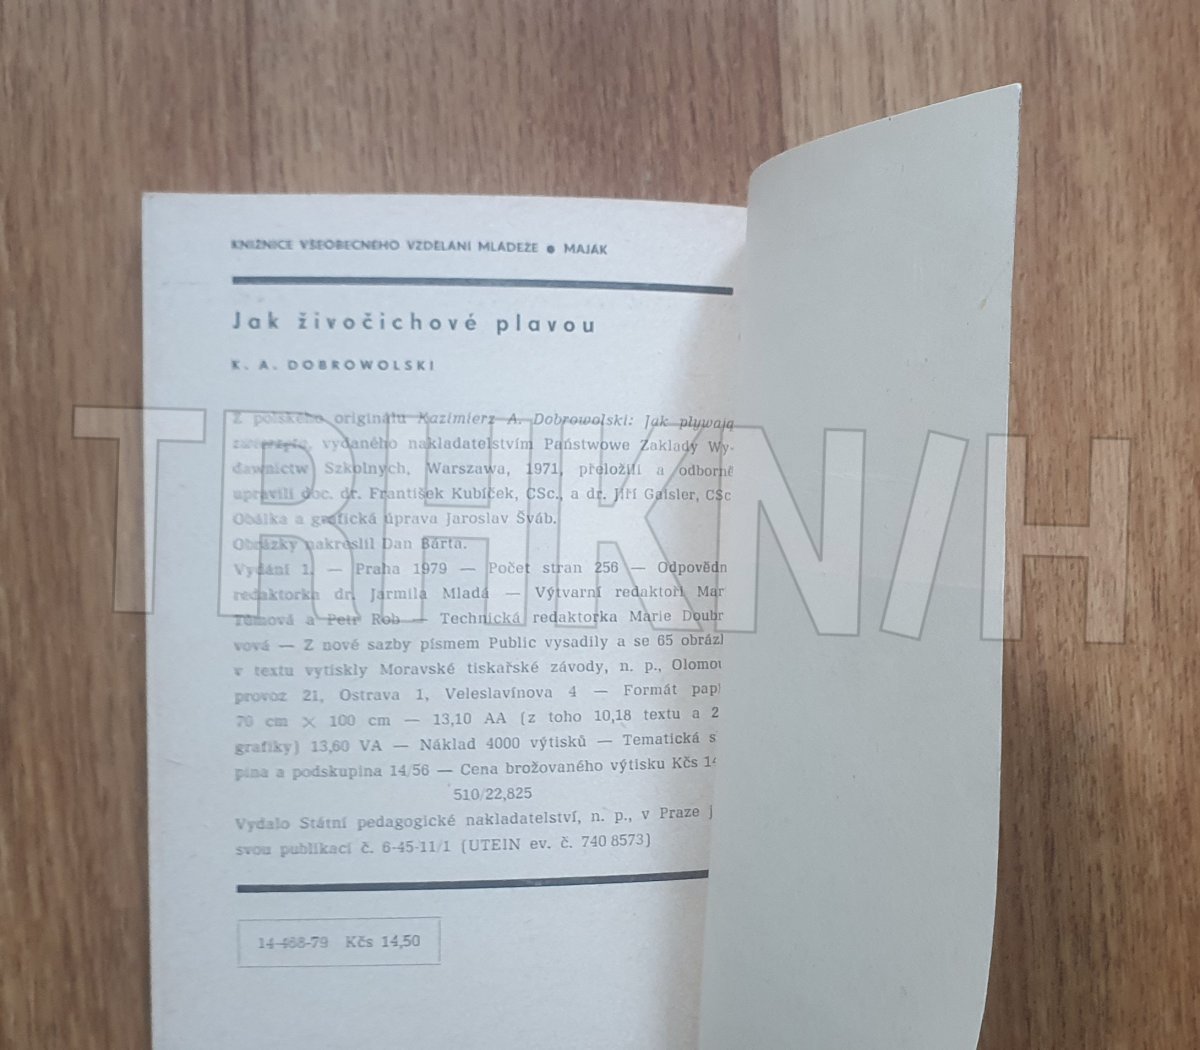 KNIŽNICE VŠEOBECNÉHO VZDĚLÁNÍ MLÁDEŽE ● MAJÁK
Jak živočichové plavou
K. A. DOBROWOLSKI
Z polského originálu Kazimierz A. Dobrowolski: Jak pływają
zwierzęta, vydaného nakladatelstvím Państwowe Zaklady Wy-
dawnictw Szkolnych, Warszawa, 1971, přeložili a odborně
upravili doc. dr. František Kubíček, CSc., a dr. Jiří Gaisler, CSc
Obálka a grafická úprava Jaroslav Šváb.
Obrázky nakreslil Dan Bárta.
Vydání 1. — Praha 1979 — Počet stran 256 — Odpovědn
redaktorka dr. Jarmila Mladá — Výtvarní redaktoři Mar
Tůmová a Petr Rob — Technická redaktorka Marie Doubr
vová — Z nové sazby písmem Public vysadily a se 65 obráz
v textu vytiskly Moravské tiskařské závody, n. p., Olomou
provoz 21, Ostrava 1, Veleslavínova 4 — Formát pap
70 cm × 100 cm — 13,10 AA (z toho 10,18 textu a 2
grafiky) 13,60 VA — Náklad 4000 výtisků — Tematická s
pina a podskupina 14/56 — Cena brožovaného výtisku Kčs 14
510/22,825
Vydalo Státní pedagogické nakladatelství, n. p., v Praze j
svou publikací č. 6-45-11/1 (UTEIN ev. č. 740 8573)
14-468-79 Kčs 14,50
TRHKNIH